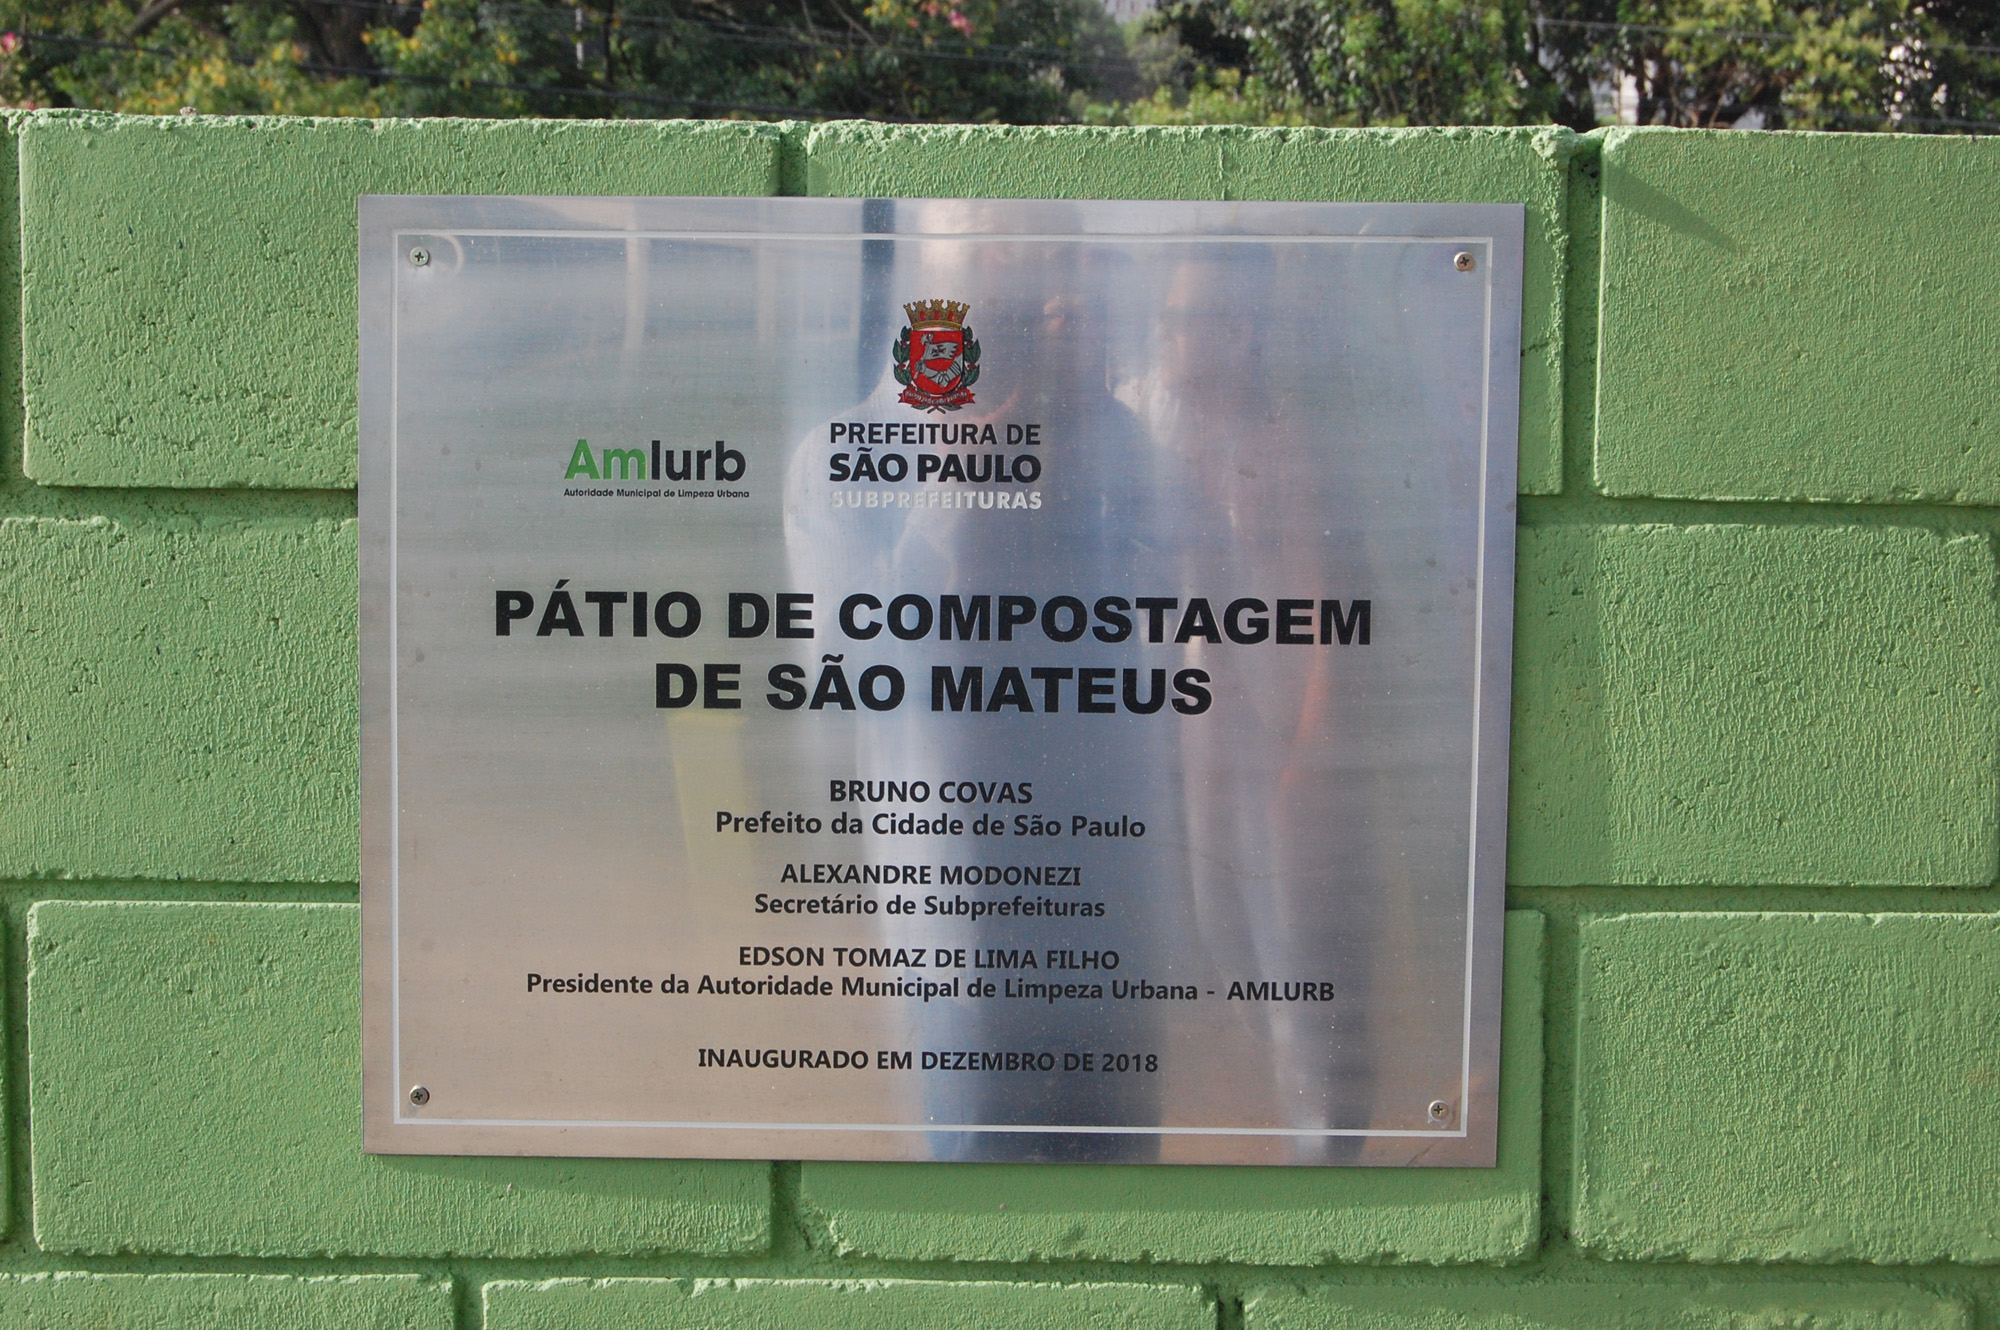 Amlurb
Autoridade Municipal de Limpeza Urbana
PREFEITURA DE
SÃO PAULO
SUBPREFEITURAS
PÁTIO DE COMPOSTAGEM
DE SÃO MATEUS
BRUNO COVAS
Prefeito da Cidade de São Paulo
ALEXANDRE MODONEZI
Secretário de Subprefeituras
EDSON TOMAZ DE LIMA FILHO
Presidente da Autoridade Municipal de Limpeza Urbana - AMLURB
INAUGURADO EM DEZEMBRO DE 2018